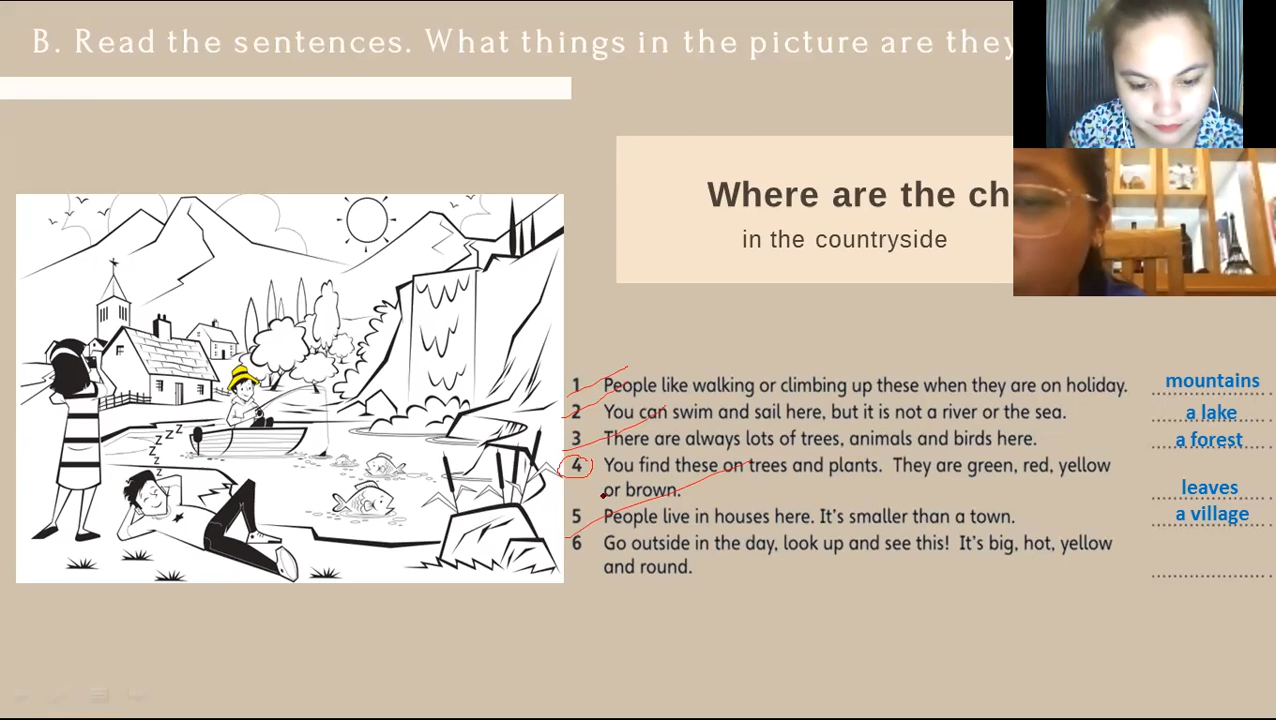 B. Read the sentences. What things in the picture are they
Where are the ch
in the countryside
1 People like walking or climbing up these when they are on holiday. mountains
2 You can swim and sail here, but it is not a river or the sea. a lake
3 There are always lots of trees, animals and birds here. a forest
4 You find these on trees and plants. They are green, red, yellow
or brown. leaves
5 People live in houses here. It's smaller than a town. a village
6 Go outside in the day, look up and see this! It's big, hot, yellow
and round.
z z z z
z
z